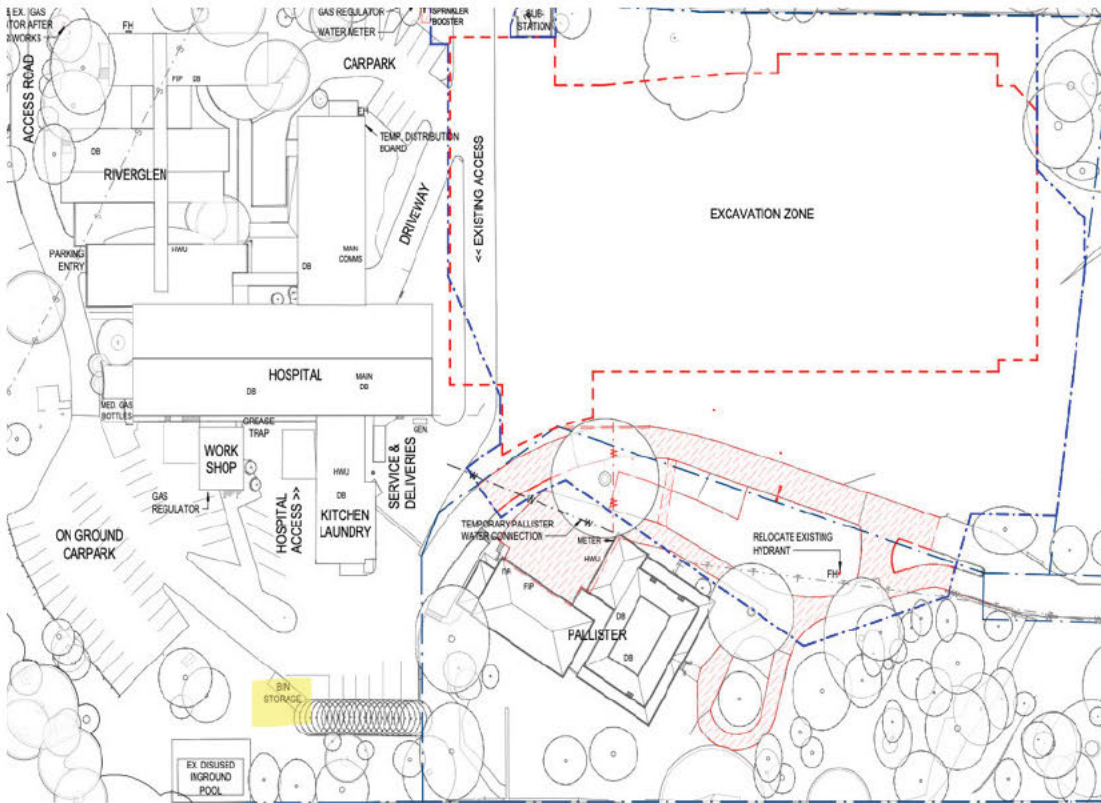 EX. GAS
AFTER
WORKS
ACCESS ROAD
FH
GAS REGULATOR
WATER METER
SPRINKLER
BOOSTER
SUB-
STATION
CARPARK
FIP DB
FH
TEMP. DISTRIBUTION
BOARD
DB
RIVERGLEN
DRIVEWAY
<< EXISTING ACCESS
EXCAVATION ZONE
PARKING
ENTRY
HWU
DB
MAIN
COMMS
HOSPITAL
MAIN
DB
DB
MED. GAS
BOTTLES
GREASE
TRAP
GEN.
WORK
SHOP
GAS
REGULATOR
HOSPITAL
ACCESS >>
HWU
DB
KITCHEN
LAUNDRY
SERVICE &
DELIVERIES
ON GROUND
CARPARK
TEMPORARY PALLISTER
WATER CONNECTION
METER
HWU
RELOCATE EXISTING
HYDRANT
FH
FIP
DB
PALLISTER
DB
BIN
STORAGE
EX. DISUSED
INGROUND
POOL